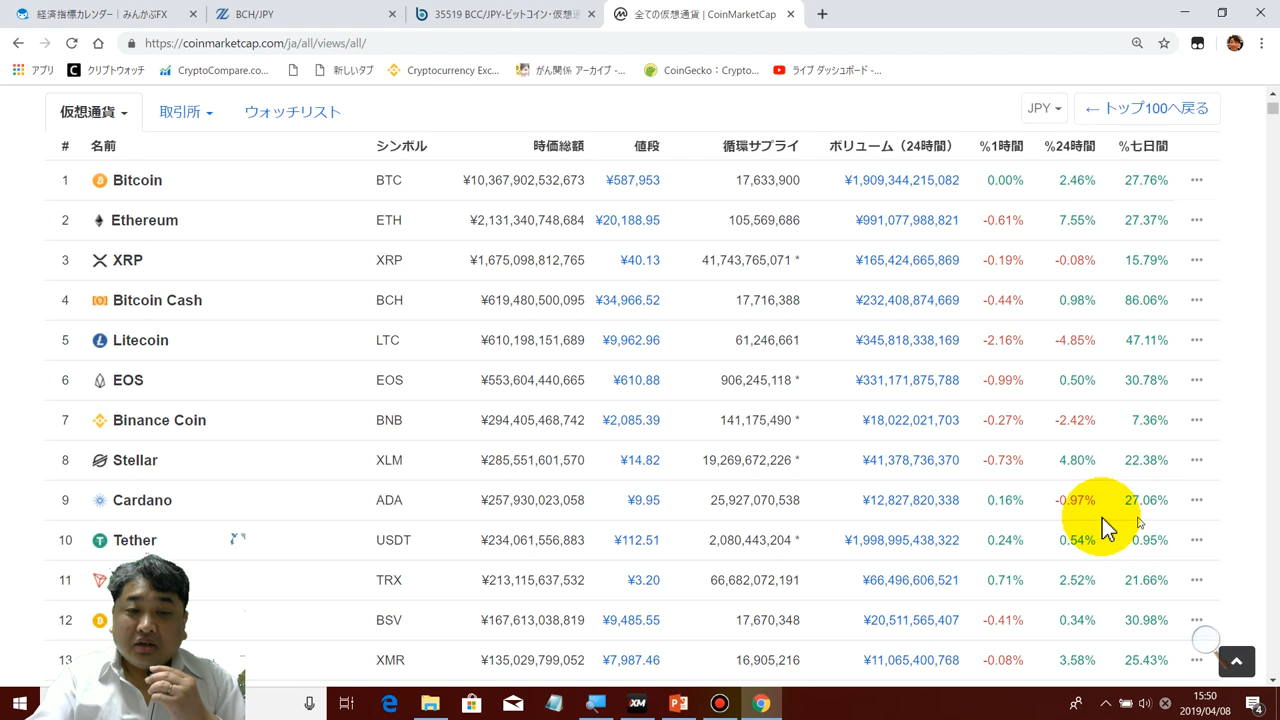 経済指標カレンダー | みんかぶFX
BCH/JPY
35519 BCC/JPY-ビットコイン・仮想通
全ての仮想通貨 | CoinMarketCap
https://coinmarketcap.com/ja/all/views/all/
アプリ
クリプトウォッチ
CryptoCompare.co...
新しいタブ
Cryptocurrency Exc...
がん関係 アーカイブ - ...
CoinGecko : Crypto...
ライブ ダッシュボード - ...
仮想通貨 取引所 ウォッチリスト JPY ← トップ100へ戻る
# 名前 シンボル 時価総額 値段 循環サプライ ボリューム（24時間） %1時間 %24時間 %七日間
1 Bitcoin BTC ¥10,367,902,532,673 ¥587,953 17,633,900 ¥1,909,344,215,082 0.00% 2.46% 27.76% •••
2 Ethereum ETH ¥2,131,340,748,684 ¥20,188.95 105,569,686 ¥991,077,988,821 -0.61% 7.55% 27.37% •••
3 XRP XRP ¥1,675,098,812,765 ¥40.13 41,743,765,071 * ¥165,424,665,869 -0.19% -0.08% 15.79% •••
4 Bitcoin Cash BCH ¥619,480,500,095 ¥34,966.52 17,716,388 ¥232,408,874,669 -0.44% 0.98% 86.06% •••
5 Litecoin LTC ¥610,198,151,689 ¥9,962.96 61,246,661 ¥345,818,338,169 -2.16% -4.85% 47.11% •••
6 EOS EOS ¥553,604,440,665 ¥610.88 906,245,118 * ¥331,171,875,788 -0.99% 0.50% 30.78% •••
7 Binance Coin BNB ¥294,405,468,742 ¥2,085.39 141,175,490 * ¥18,022,021,703 -0.27% -2.42% 7.36% •••
8 Stellar XLM ¥285,551,601,570 ¥14.82 19,269,672,226 * ¥41,378,736,370 -0.73% 4.80% 22.38% •••
9 Cardano ADA ¥257,930,023,058 ¥9.95 25,927,070,538 ¥12,827,820,338 0.16% -0.97% 27.06% •••
10 Tether USDT ¥234,061,556,883 ¥112.51 2,080,443,204 * ¥1,998,995,438,322 0.24% 0.54% 0.95% •••
11 TRX ¥213,115,637,532 ¥3.20 66,682,072,191 ¥66,496,606,521 0.71% 2.52% 21.66% •••
12 BSV ¥167,613,038,819 ¥9,485.55 17,670,348 ¥20,511,565,407 -0.41% 0.34% 30.98% •••
13 XMR ¥135,029,799,052 ¥7,987.46 16,905,216 ¥11,065,400,768 -0.08% 3.58% 25.43% •••
15:50
2019/04/08